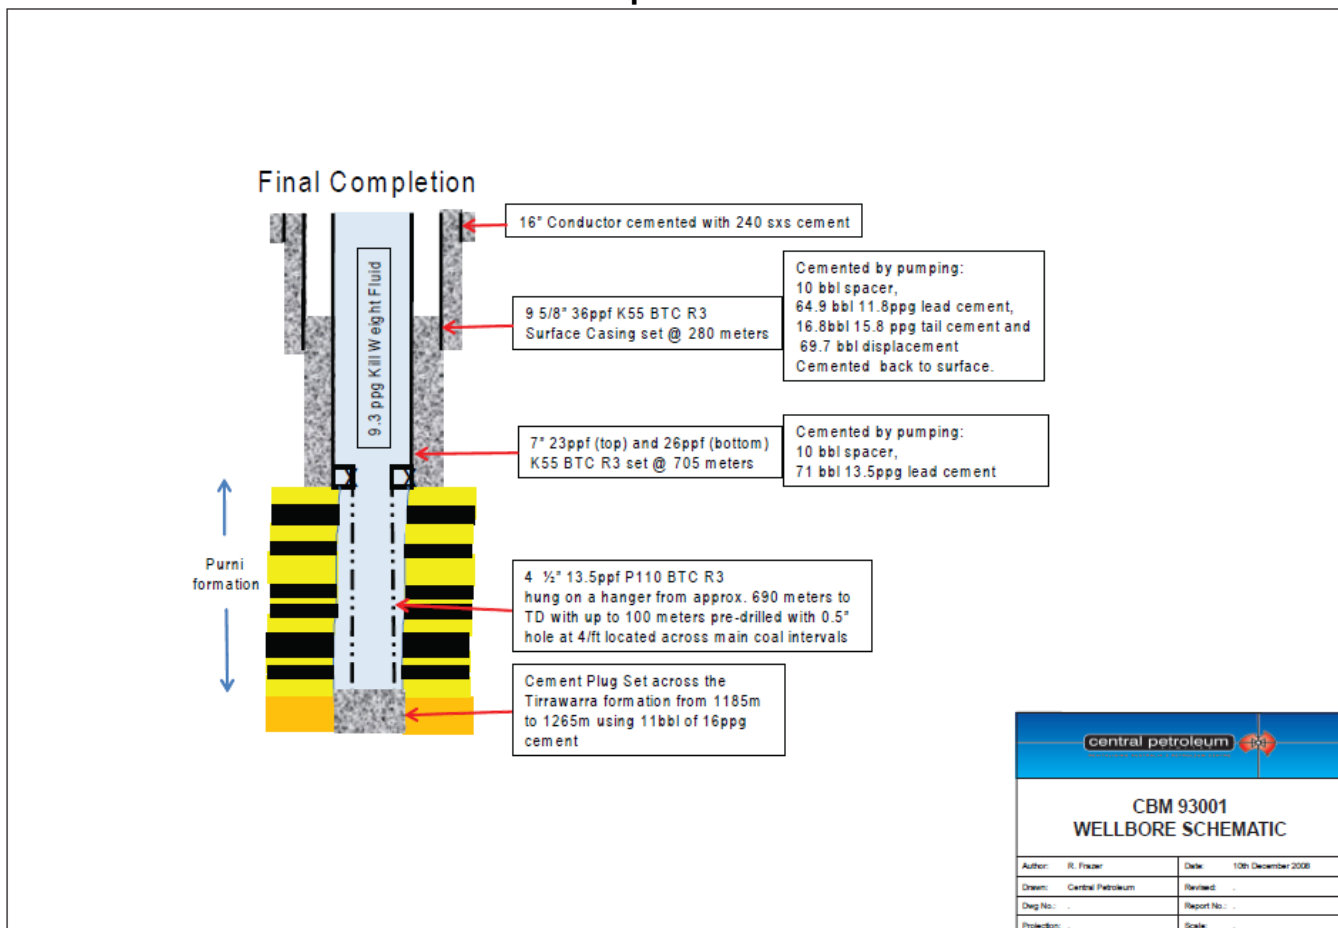 Final Completion
16" Conductor cemented with 240 sxs cement
9.3 ppg Kill Weight Fluid
9 5/8" 36ppf K55 BTC R3
Surface Casing set @ 280 meters
Cemented by pumping:
10 bbl spacer,
64.9 bbl 11.8ppg lead cement,
16.8bbl 15.8 ppg tail cement and
69.7 bbl displacement
Cemented back to surface.
7" 23ppf (top) and 26ppf (bottom)
K55 BTC R3 set @ 705 meters
Cemented by pumping:
10 bbl spacer,
71 bbl 13.5ppg lead cement
Purni
formation
4 ½" 13.5ppf P110 BTC R3
hung on a hanger from approx. 690 meters to
TD with up to 100 meters pre-drilled with 0.5"
hole at 4/ft located across main coal intervals
Cement Plug Set across the
Tirrawarra formation from 1185m
to 1265m using 11bbl of 16ppg
cement
central petroleum
CBM 93001
WELLBORE SCHEMATIC
Author: R. Frazer Date: 10th December 2008
Drawn: Central Petroleum Revised: .
Dwg No.: . Report No.: .
Projection: . Scale: .